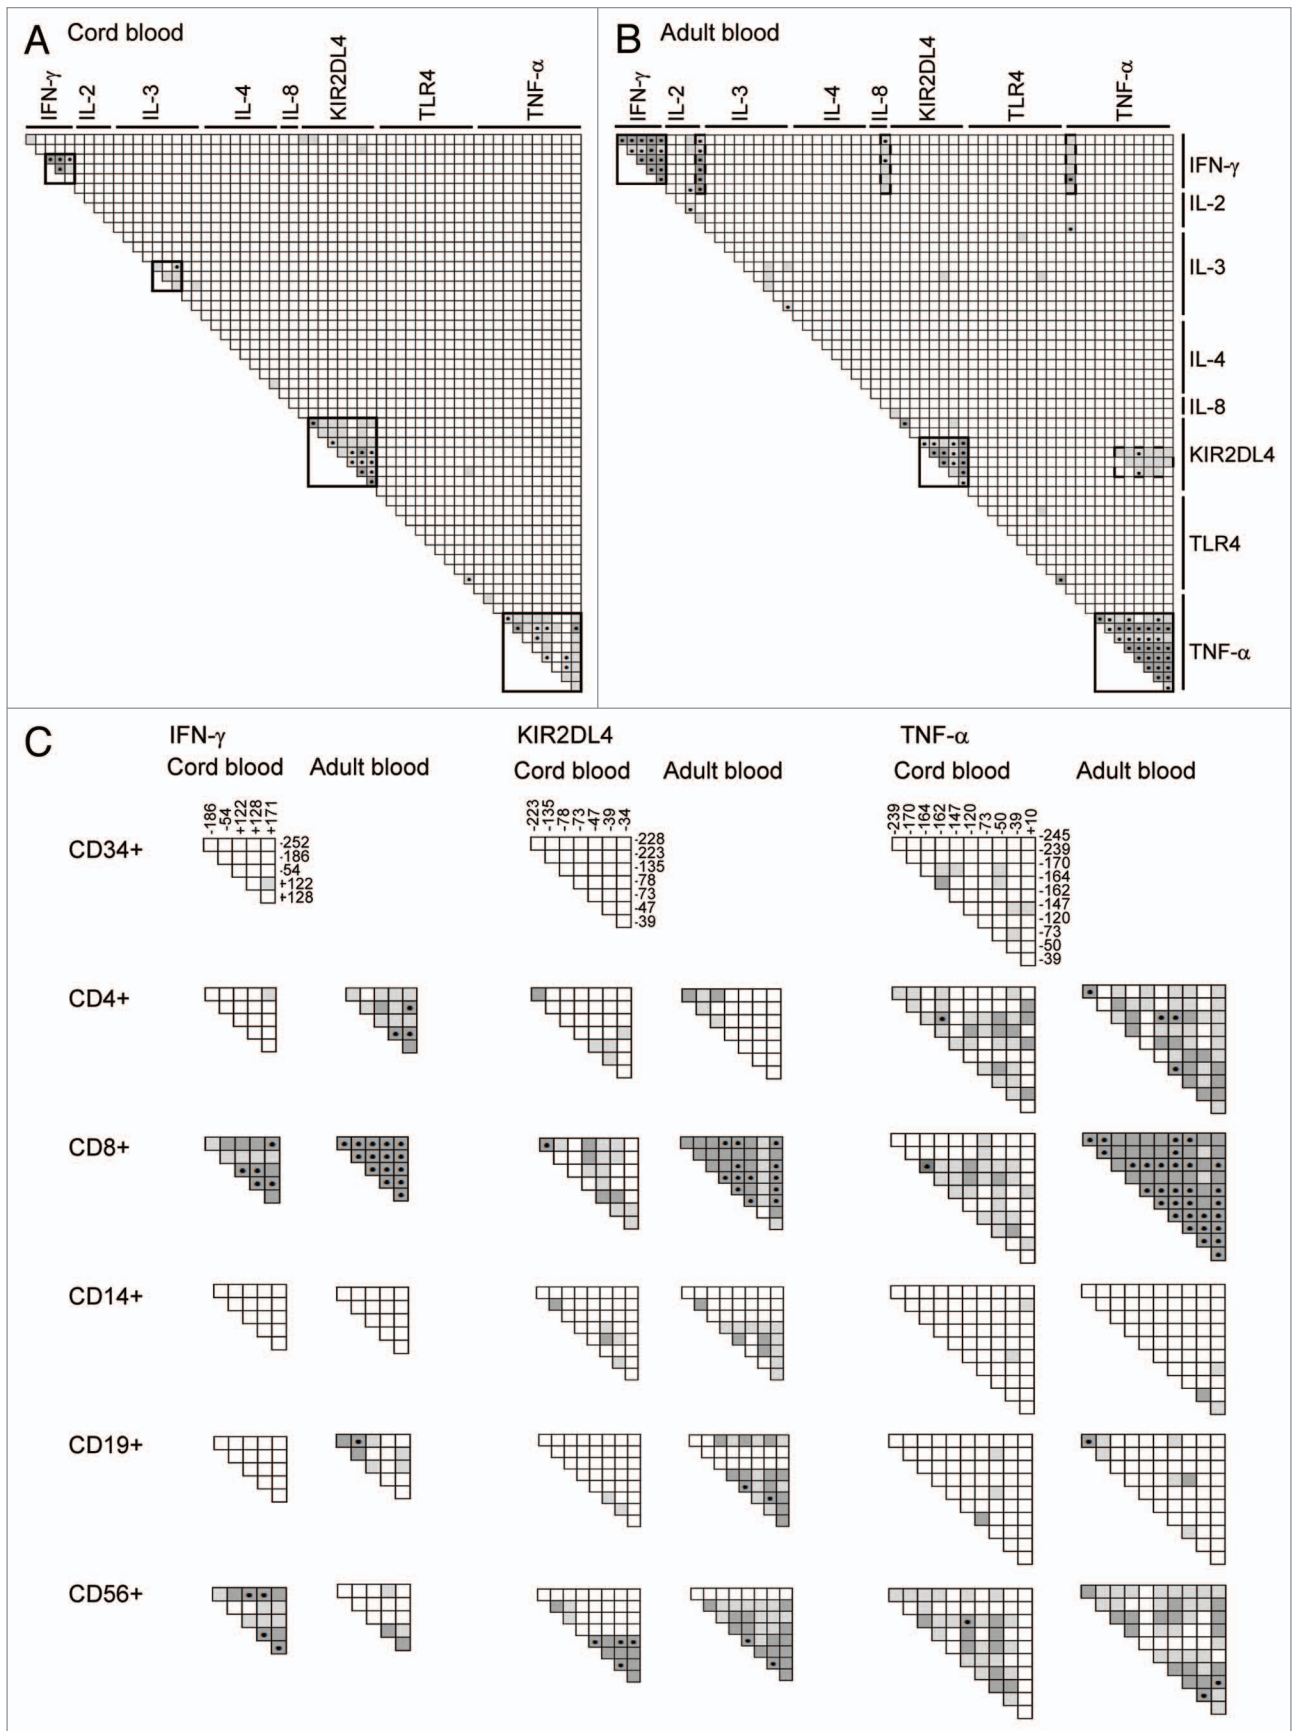 A Cord blood
IFN-γ IL-2 IL-3 IL-4 IL-8 KIR2DL4 TLR4 TNF-α
B Adult blood
IFN-γ IL-2 IL-3 IL-4 IL-8 KIR2DL4 TLR4 TNF-α
IFN-γ
IL-2
IL-3
IL-4
IL-8
KIR2DL4
TLR4
TNF-α
C IFN-γ KIR2DL4 TNF-α
Cord blood Adult blood Cord blood Adult blood Cord blood Adult blood
-186 -54 +122 +128 +171
-252
-186
-54
+122
+128
-223 -135 -78 -73 -47 -39 -34
-228
-223
-135
-78
-73
-47
-39
-239 -170 -164 -162 -147 -120 -73 -50 -39 +10
-245
-239
-170
-164
-162
-147
-120
-73
-50
-39
CD34+
CD4+
CD8+
CD14+
CD19+
CD56+